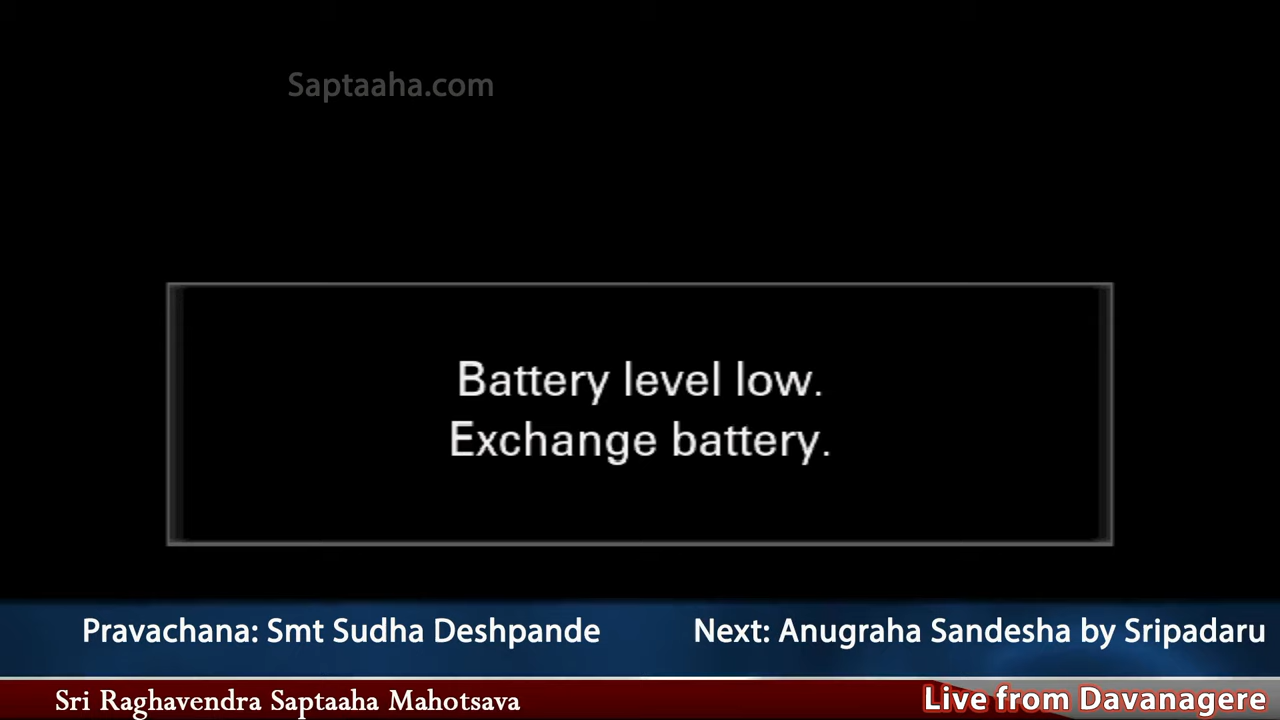 Saptaaha.com
Battery level low.
Exchange battery.
Pravachana: Smt Sudha Deshpande
Next: Anugraha Sandesha by Sripadaru
Sri Raghavendra Saptaaha Mahotsava
Live from Davanagere